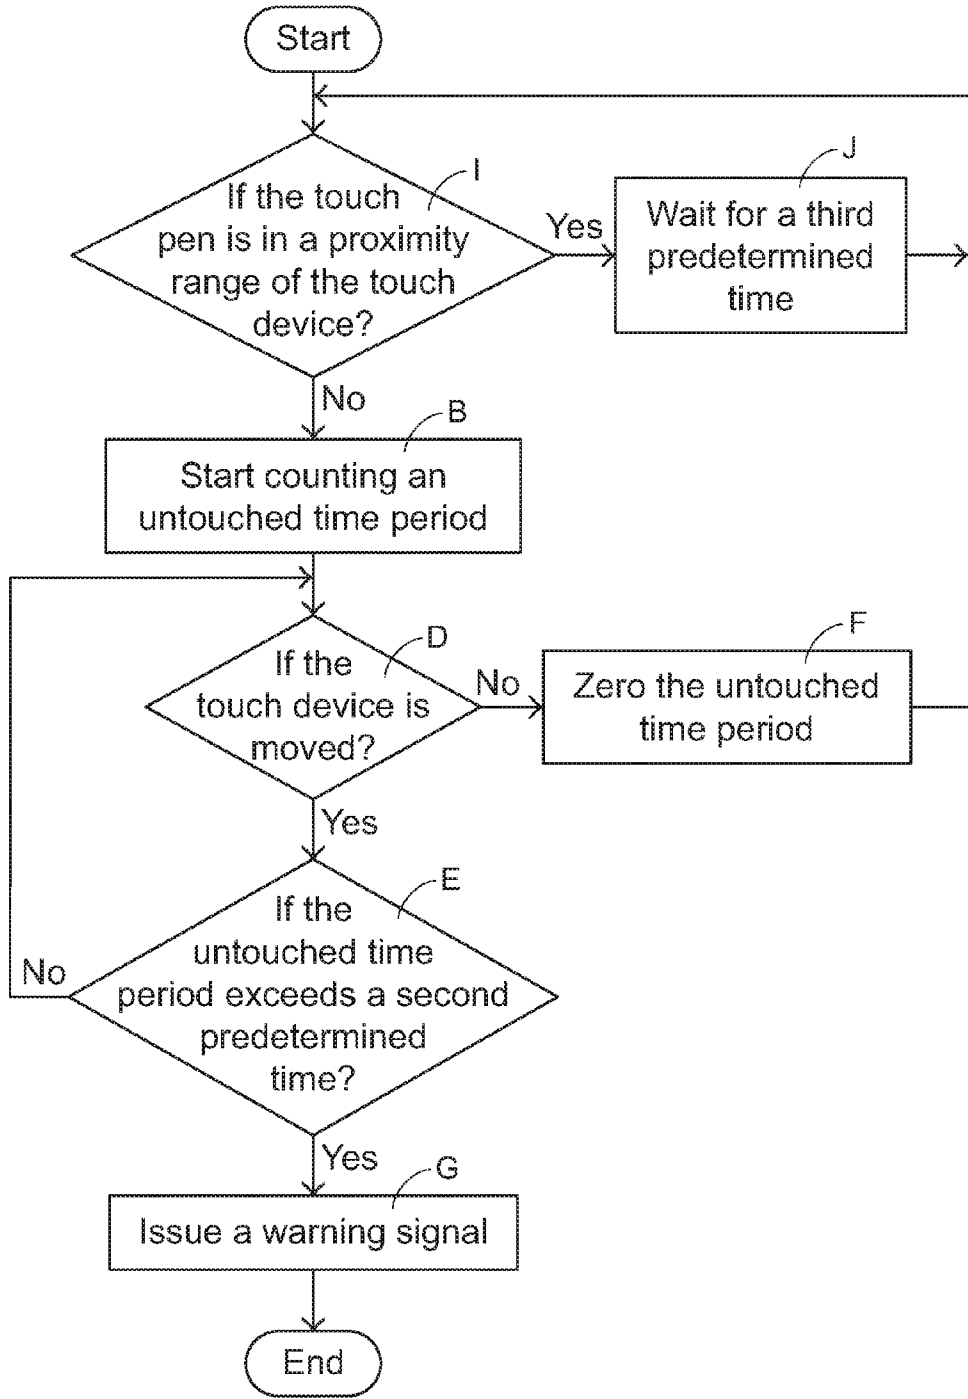 Start
I
If the touch
pen is in a proximity
range of the touch
device?
Yes
J
Wait for a third
predetermined
time
No
B
Start counting an
untouched time period
D
If the
touch device is
moved?
No
F
Zero the untouched
time period
Yes
E
If the
untouched time
period exceeds a second
predetermined
time?
No
Yes
G
Issue a warning signal
End